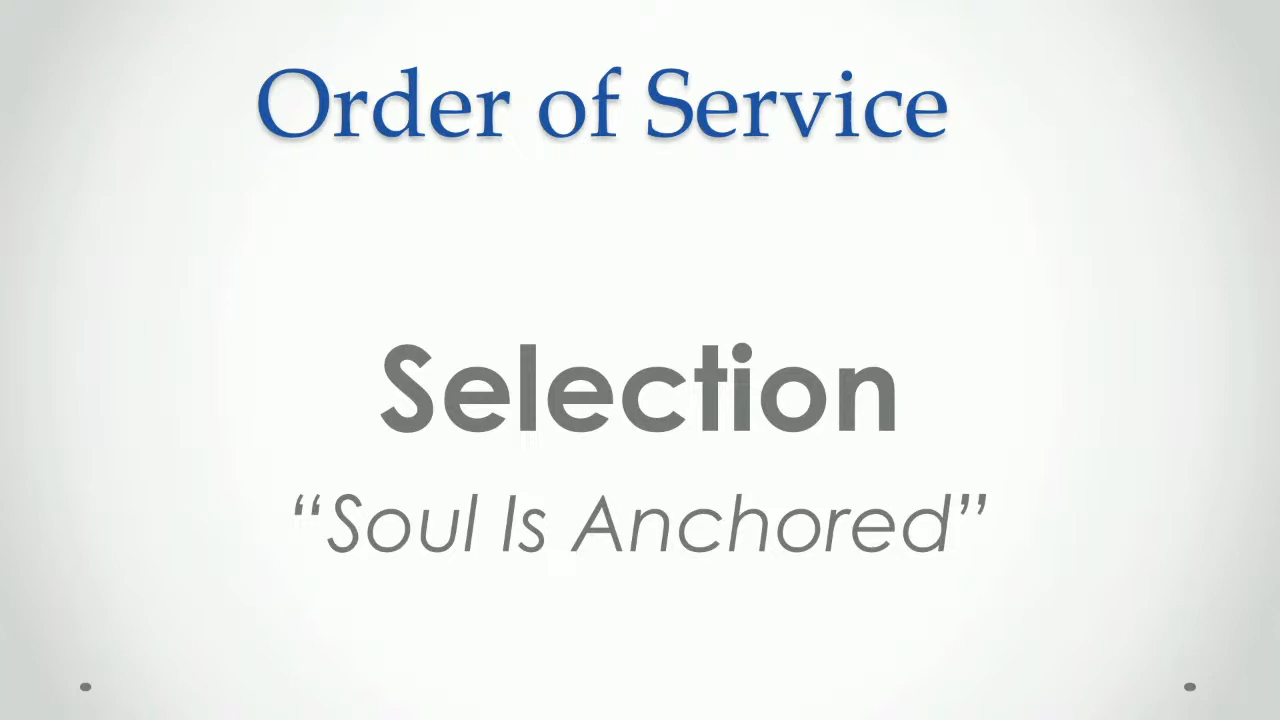 Order of Service
Selection
“Soul Is Anchored”